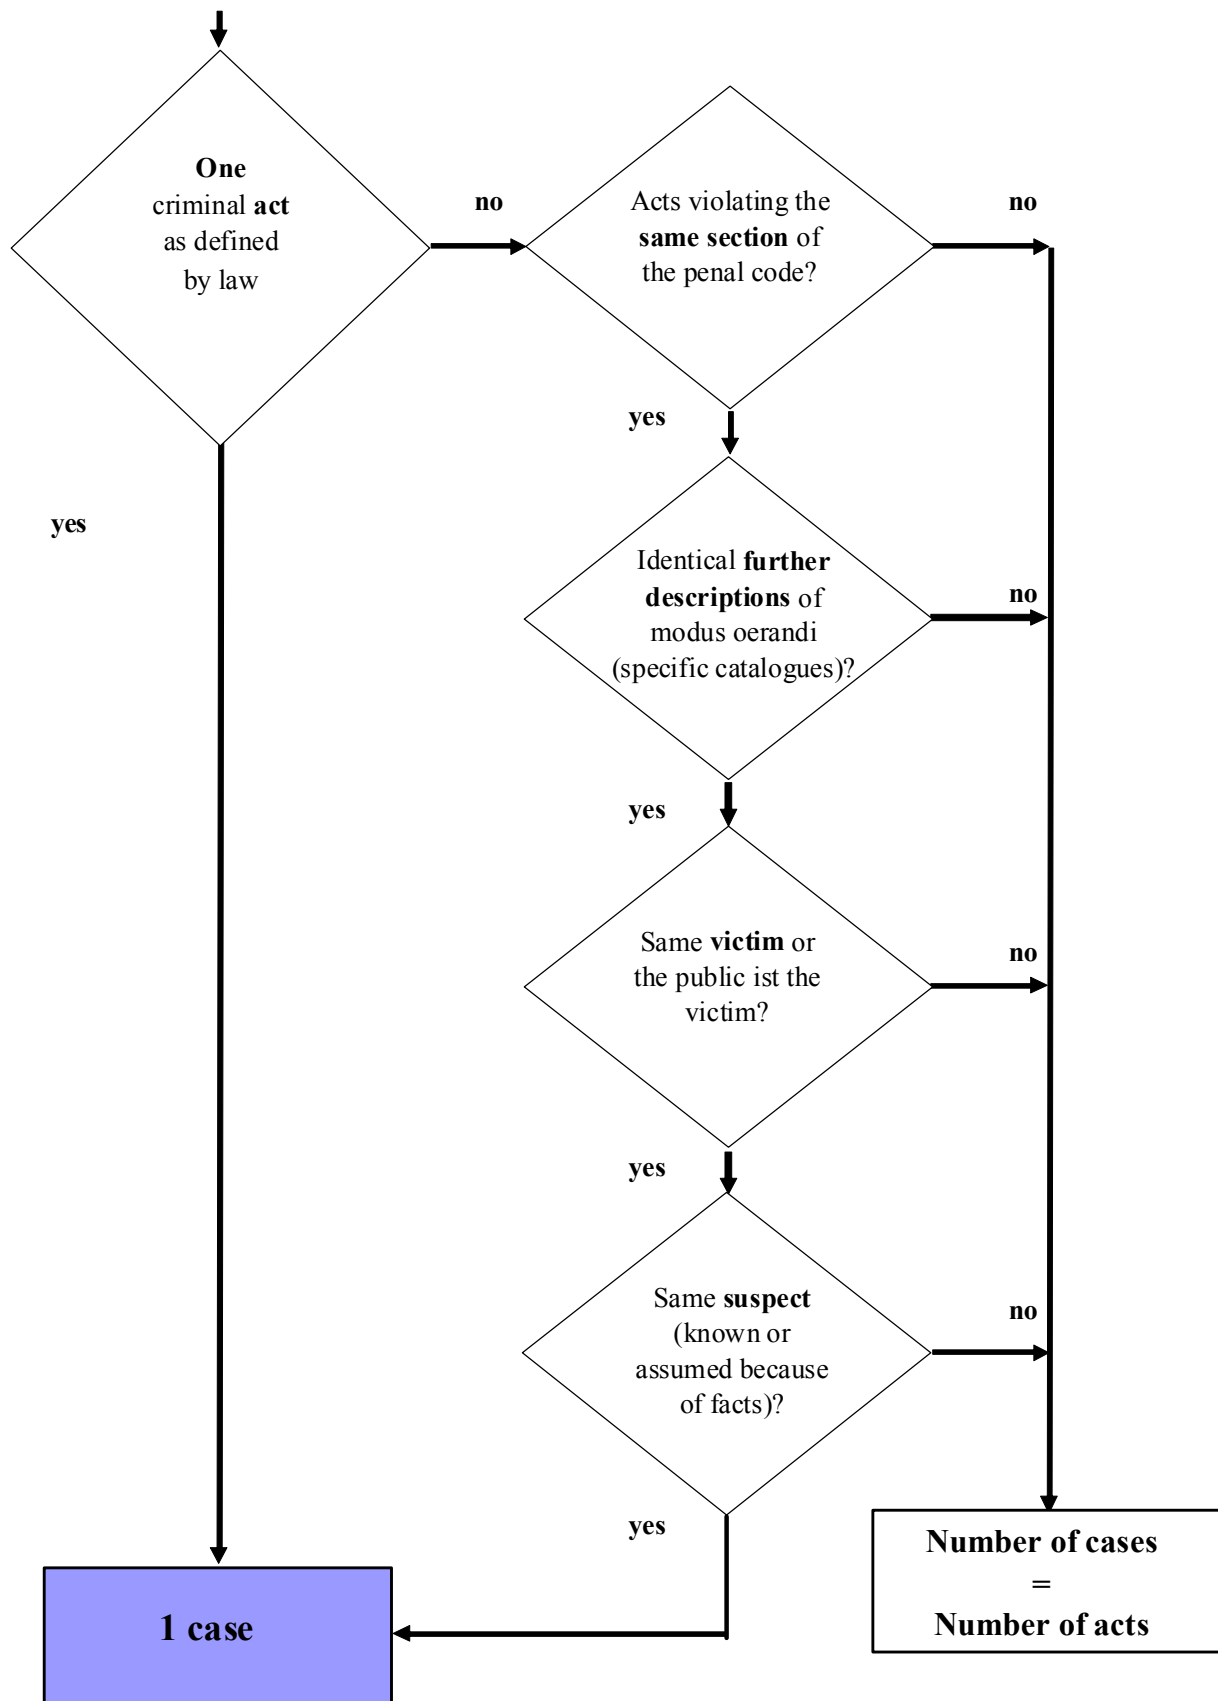 One
criminal act
as defined
by law
no
Acts violating the
same section of
the penal code?
no
yes
yes
Identical further
descriptions of
modus oerandi
(specific catalogues)?
no
yes
Same victim or
the public ist the
victim?
no
yes
Same suspect
(known or
assumed because
of facts)?
no
yes
1 case
Number of cases
=
Number of acts